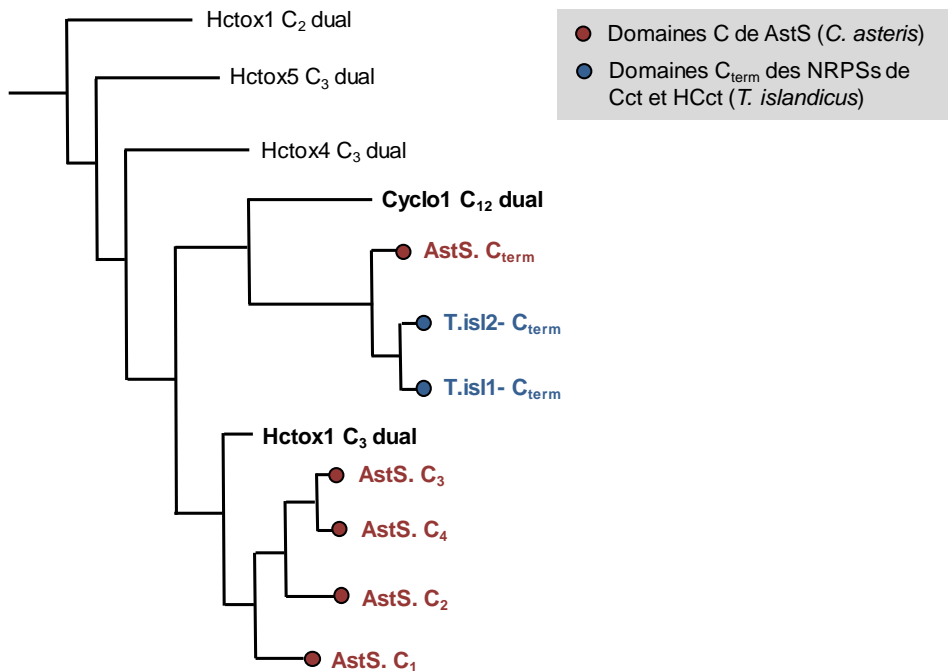 Hctox1 C2 dual
Domaines C de AstS (C. asteris)
Domaines Cterm des NRPSs de
Cct et HCct (T. islandicus)
Hctox5 C3 dual
Hctox4 C3 dual
Cyclo1 C12 dual
AstS. Cterm
T.isl2- Cterm
T.isl1- Cterm
Hctox1 C3 dual
AstS. C3
AstS. C4
AstS. C2
AstS. C1